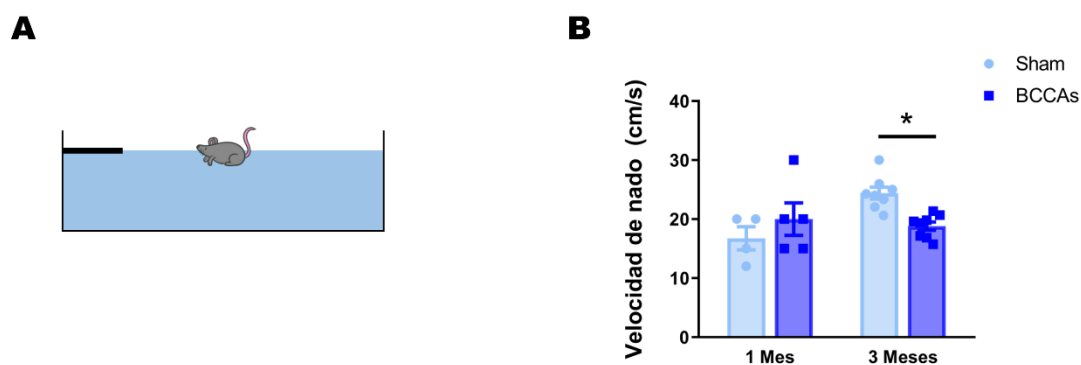 A
B
Sham
BCCAs
Velocidad de nado (cm/s)
40
30
20
10
0
*
1 Mes
3 Meses